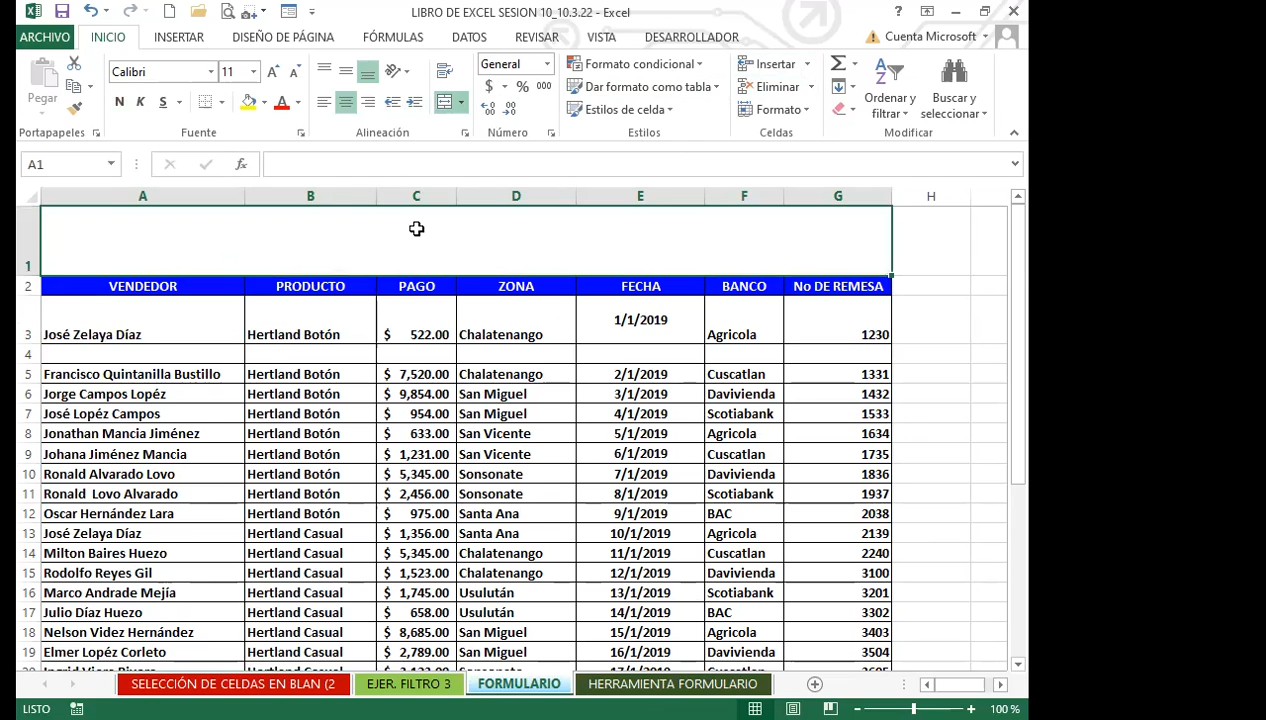 LIBRO DE EXCEL SESION 10_10.3.22 - Excel
ARCHIVO INICIO INSERTAR DISEÑO DE PÁGINA FÓRMULAS DATOS REVISAR VISTA DESARROLLADOR Cuenta Microsoft
Calibri 11 General Formato condicional Insertar
Pegar Dar formato como tabla Eliminar Ordenar y filtrar Buscar y seleccionar
N K S $ % 000 Estilos de celda Formato
Portapapeles Fuente Alineación Número Estilos Celdas Modificar
A1 fx
A B C D E F G H
1
2 VENDEDOR PRODUCTO PAGO ZONA FECHA BANCO No DE REMESA
3 José Zelaya Díaz Hertland Botón $ 522.00 Chalatenango 1/1/2019 Agricola 1230
4
5 Francisco Quintanilla Bustillo Hertland Botón $ 7,520.00 Chalatenango 2/1/2019 Cuscatlan 1331
6 Jorge Campos Lopéz Hertland Botón $ 9,854.00 San Miguel 3/1/2019 Davivienda 1432
7 José Lopéz Campos Hertland Botón $ 954.00 San Miguel 4/1/2019 Scotiabank 1533
8 Jonathan Mancia Jiménez Hertland Botón $ 633.00 San Vicente 5/1/2019 Agricola 1634
9 Johana Jiménez Mancia Hertland Botón $ 1,231.00 San Vicente 6/1/2019 Cuscatlan 1735
10 Ronald Alvarado Lovo Hertland Botón $ 5,345.00 Sonsonate 7/1/2019 Davivienda 1836
11 Ronald Lovo Alvarado Hertland Botón $ 2,456.00 Sonsonate 8/1/2019 Scotiabank 1937
12 Oscar Hernández Lara Hertland Botón $ 975.00 Santa Ana 9/1/2019 BAC 2038
13 José Zelaya Díaz Hertland Casual $ 1,356.00 Santa Ana 10/1/2019 Agricola 2139
14 Milton Baires Huezo Hertland Casual $ 5,345.00 Chalatenango 11/1/2019 Cuscatlan 2240
15 Rodolfo Reyes Gil Hertland Casual $ 1,523.00 Chalatenango 12/1/2019 Davivienda 3100
16 Marco Andrade Mejía Hertland Casual $ 1,745.00 Usulután 13/1/2019 Scotiabank 3201
17 Julio Díaz Huezo Hertland Casual $ 658.00 Usulután 14/1/2019 BAC 3302
18 Nelson Videz Hernández Hertland Casual $ 8,685.00 San Miguel 15/1/2019 Agricola 3403
19 Elmer Lopéz Corleto Hertland Casual $ 2,789.00 San Miguel 16/1/2019 Davivienda 3504
SELECCIÓN DE CELDAS EN BLAN (2 EJER. FILTRO 3 FORMULARIO HERRAMIENTA FORMULARIO
LISTO 100 %